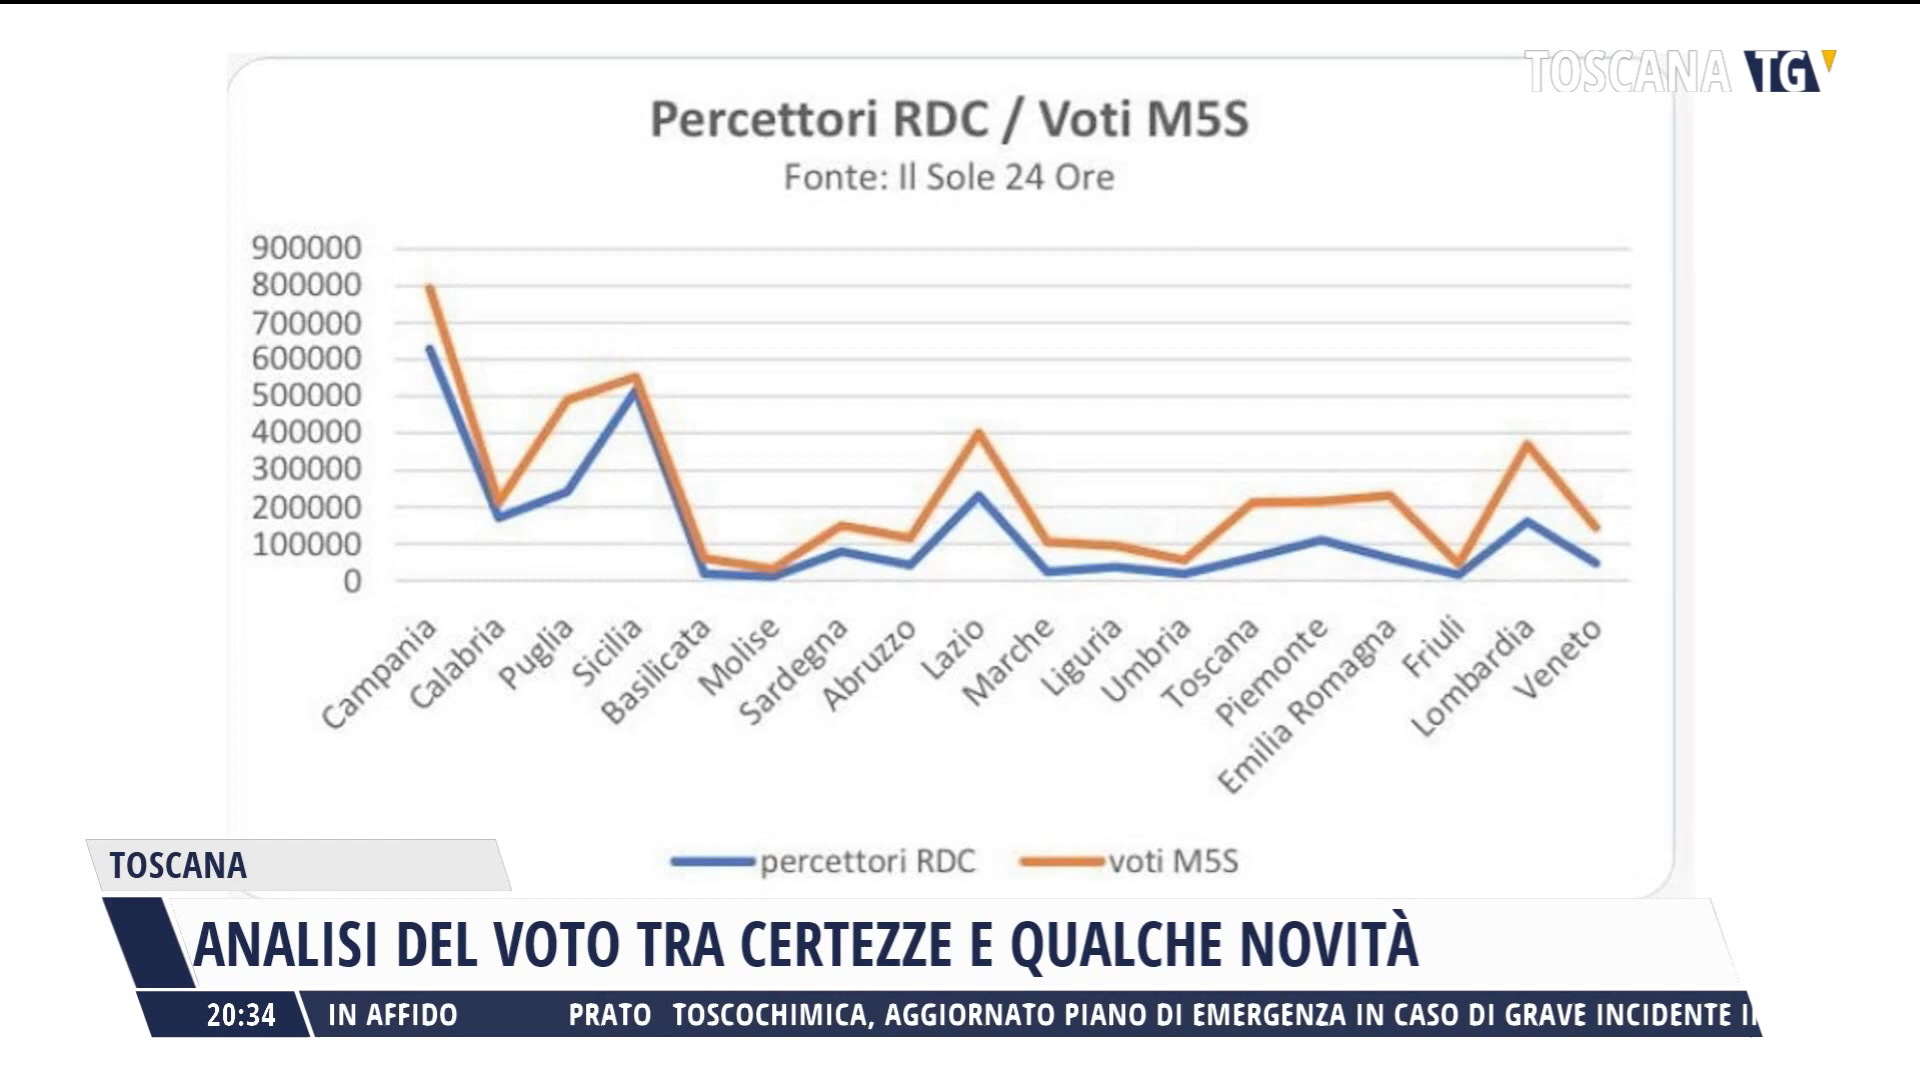 TOSCANA TG
Percettori RDC / Voti M5S
Fonte: Il Sole 24 Ore
900000
800000
700000
600000
500000
400000
300000
200000
100000
0
Campania
Calabria
Puglia
Sicilia
Basilicata
Molise
Sardegna
Abruzzo
Lazio
Marche
Liguria
Umbria
Toscana
Piemonte
Emilia Romagna
Friuli
Lombardia
Veneto
percettori RDC voti M5S
TOSCANA
ANALISI DEL VOTO TRA CERTEZZE E QUALCHE NOVITÀ
20:34 IN AFFIDO PRATO TOSCOCHIMICA, AGGIORNATO PIANO DI EMERGENZA IN CASO DI GRAVE INCIDENTE